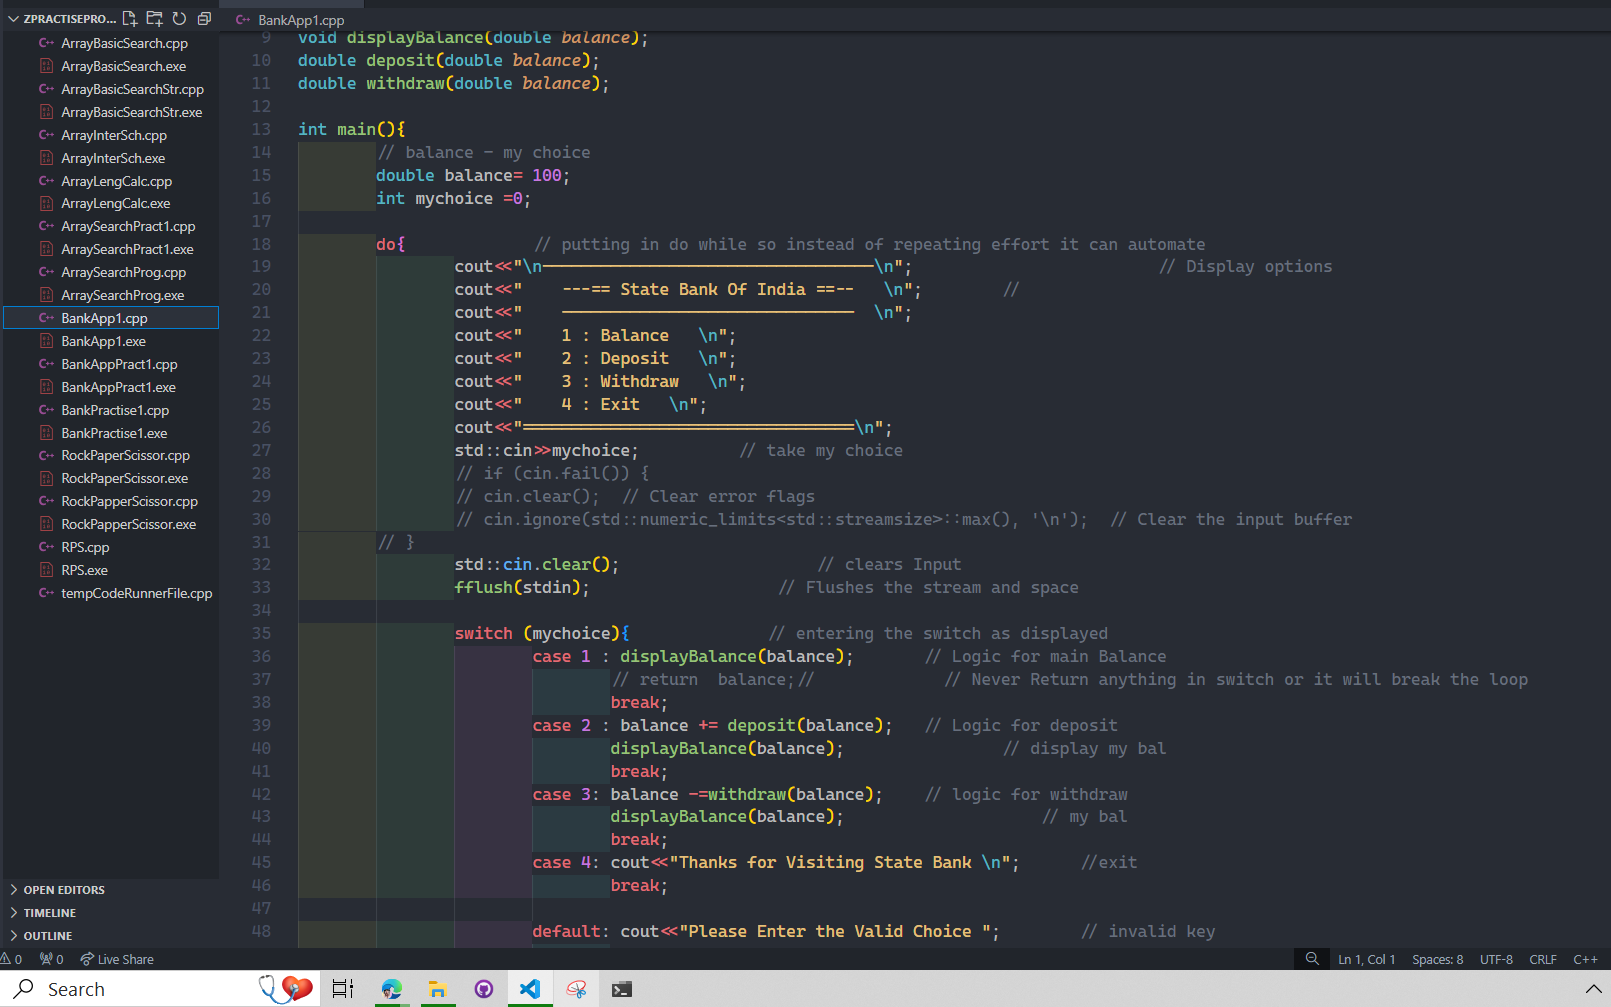 ZPRACTISEPRO...
ArrayBasicSearch.cpp
ArrayBasicSearch.exe
ArrayBasicSearchStr.cpp
ArrayBasicSearchStr.exe
ArrayInterSch.cpp
ArrayInterSch.exe
ArrayLengCalc.cpp
ArrayLengCalc.exe
ArraySearchPract1.cpp
ArraySearchPract1.exe
ArraySearchProg.cpp
ArraySearchProg.exe
BankApp1.cpp
BankApp1.exe
BankAppPract1.cpp
BankAppPract1.exe
BankPractise1.cpp
BankPractise1.exe
RockPaperScissor.cpp
RockPaperScissor.exe
RockPapperScissor.cpp
RockPapperScissor.exe
RPS.cpp
RPS.exe
tempCodeRunnerFile.cpp
OPEN EDITORS
TIMELINE
OUTLINE
BankApp1.cpp
9 void displayBalance(double balance);
10 double deposit(double balance);
11 double withdraw(double balance);
12
13 int main(){
14 // balance - my choice
15 double balance= 100;
16 int mychoice =0;
17
18 do{ // putting in do while so instead of repeating effort it can automate
19 cout<<"\n──────────────────────────────────\n"; // Display options
20 cout<<" ---== State Bank Of India ==-- \n"; //
21 cout<<" ────────────────────────────── \n";
22 cout<<" 1 : Balance \n";
23 cout<<" 2 : Deposit \n";
24 cout<<" 3 : Withdraw \n";
25 cout<<" 4 : Exit \n";
26 cout<<"==================================\n";
27 std::cin>>mychoice; // take my choice
28 // if (cin.fail()) {
29 // cin.clear(); // Clear error flags
30 // cin.ignore(std::numeric_limits<std::streamsize>::max(), '\n'); // Clear the input buffer
31 // }
32 std::cin.clear(); // clears Input
33 fflush(stdin); // Flushes the stream and space
34
35 switch (mychoice){ // entering the switch as displayed
36 case 1 : displayBalance(balance); // Logic for main Balance
37 // return balance;// // Never Return anything in switch or it will break the loop
38 break;
39 case 2 : balance += deposit(balance); // Logic for deposit
40 displayBalance(balance); // display my bal
41 break;
42 case 3: balance -=withdraw(balance); // logic for withdraw
43 displayBalance(balance); // my bal
44 break;
45 case 4: cout<<"Thanks for Visiting State Bank \n"; //exit
46 break;
47
48 default: cout<<"Please Enter the Valid Choice "; // invalid key
0 0 Live Share Ln 1, Col 1 Spaces: 8 UTF-8 CRLF C++
Search